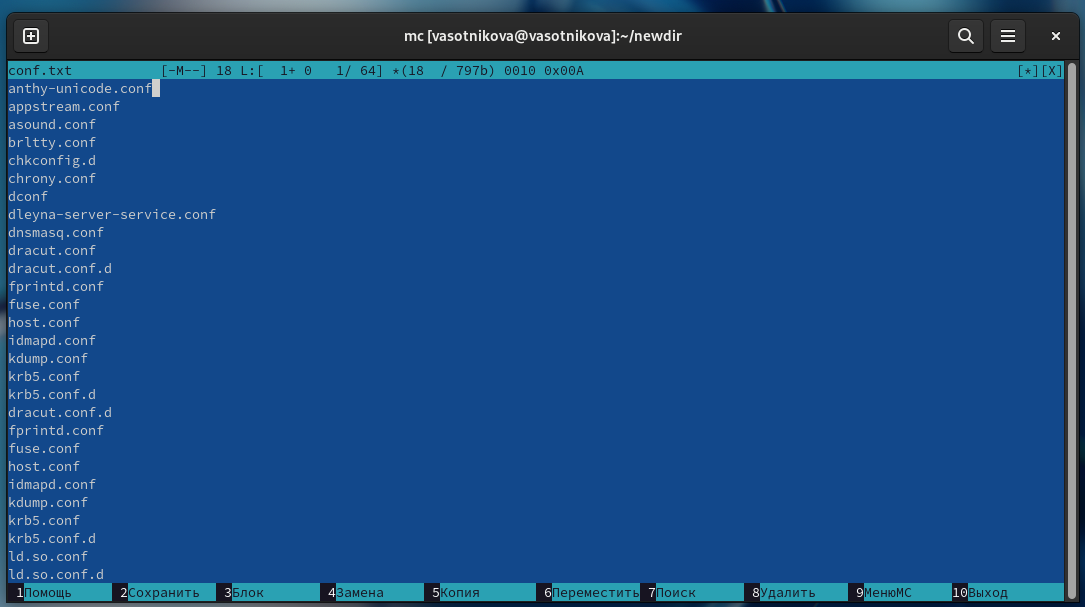 mc [vasotnikova@vasotnikova]:~/newdir
conf.txt [-M--] 18 L:[ 1+ 0 1/ 64] *(18 / 797b) 0010 0x00A [*][X]
anthy-unicode.conf
appstream.conf
asound.conf
brltty.conf
chkconfig.d
chrony.conf
dconf
dleyna-server-service.conf
dnsmasq.conf
dracut.conf
dracut.conf.d
fprintd.conf
fuse.conf
host.conf
idmapd.conf
kdump.conf
krb5.conf
krb5.conf.d
dracut.conf.d
fprintd.conf
fuse.conf
host.conf
idmapd.conf
kdump.conf
krb5.conf
krb5.conf.d
ld.so.conf
ld.so.conf.d
1Помощь 2Сохранить 3Блок 4Замена 5Копия 6Переместить 7Поиск 8Удалить 9МенюMC 10Выход